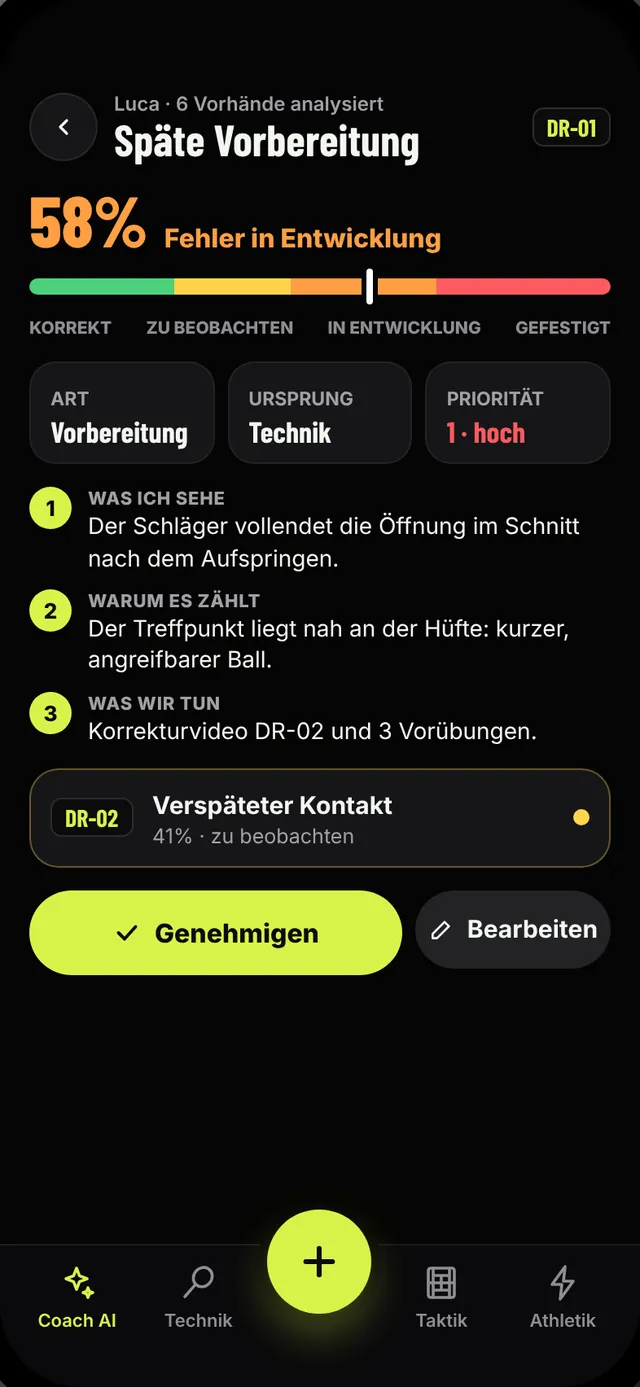 Luca · 6 Vorhände analysiert
Späte Vorbereitung
DR-01
58% Fehler in Entwicklung
KORREKT ZU BEOBACHTEN IN ENTWICKLUNG GEFESTIGT
ART URSPRUNG PRIORITÄT
Vorbereitung Technik 1 · hoch
1 WAS ICH SEHE
Der Schläger vollendet die Öffnung im Schnitt
nach dem Aufspringen.
2 WARUM ES ZÄHLT
Der Treffpunkt liegt nah an der Hüfte: kurzer,
angreifbarer Ball.
3 WAS WIR TUN
Korrekturvideo DR-02 und 3 Vorübungen.
DR-02 Verspäteter Kontakt
41% · zu beobachten
Genehmigen Bearbeiten
Coach AI Technik Taktik Athletik